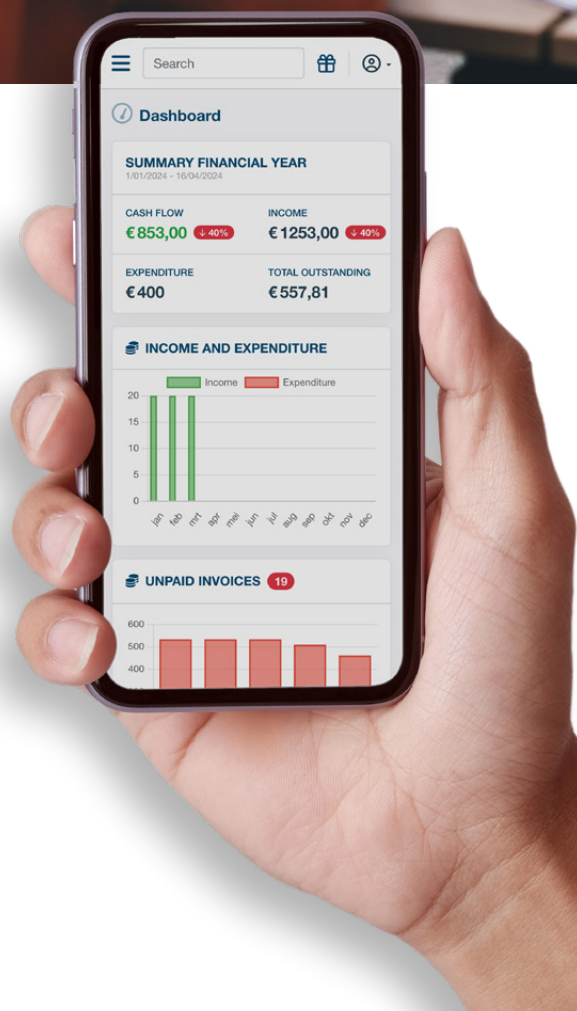 Search
Dashboard
SUMMARY FINANCIAL YEAR
1/01/2024 - 16/04/2024
CASH FLOW
€853,00 ↓ 40%
INCOME
€1253,00 ↓ 40%
EXPENDITURE
€400
TOTAL OUTSTANDING
€557,81
INCOME AND EXPENDITURE
Income Expenditure
20
15
10
5
0
jan feb mrt apr mei jun jul aug sep okt nov dec
UNPAID INVOICES 19
600
500
400